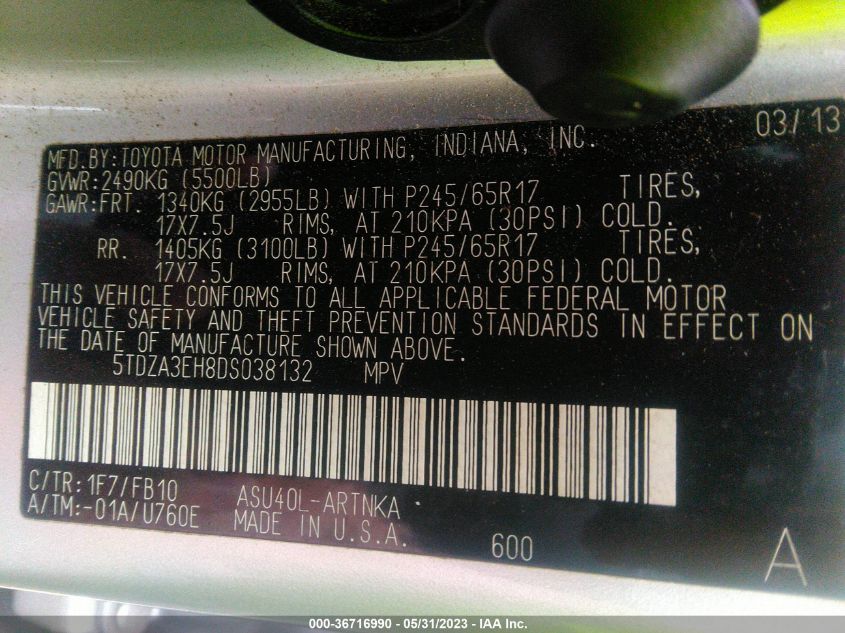 03/13
MFD.BY:TOYOTA MOTOR MANUFACTURING, INDIANA, INC.
GVWR:2490KG (5500LB)
GAWR:FRT. 1340KG (2955LB) WITH P245/65R17 TIRES,
17X7.5J RIMS, AT 210KPA (30PSI) COLD.
RR. 1405KG (3100LB) WITH P245/65R17 TIRES,
17X7.5J RIMS, AT 210KPA (30PSI) COLD.
THIS VEHICLE CONFORMS TO ALL APPLICABLE FEDERAL MOTOR
VEHICLE SAFETY AND THEFT PREVENTION STANDARDS IN EFFECT ON
THE DATE OF MANUFACTURE SHOWN ABOVE.
5TDZA3EH8DS038132 MPV
C/TR:1F7/FB10 ASU40L-ARTNKA
A/TM:-01A/U760E MADE IN U.S.A. 600 A
000-36716990 - 05/31/2023 - IAA Inc.